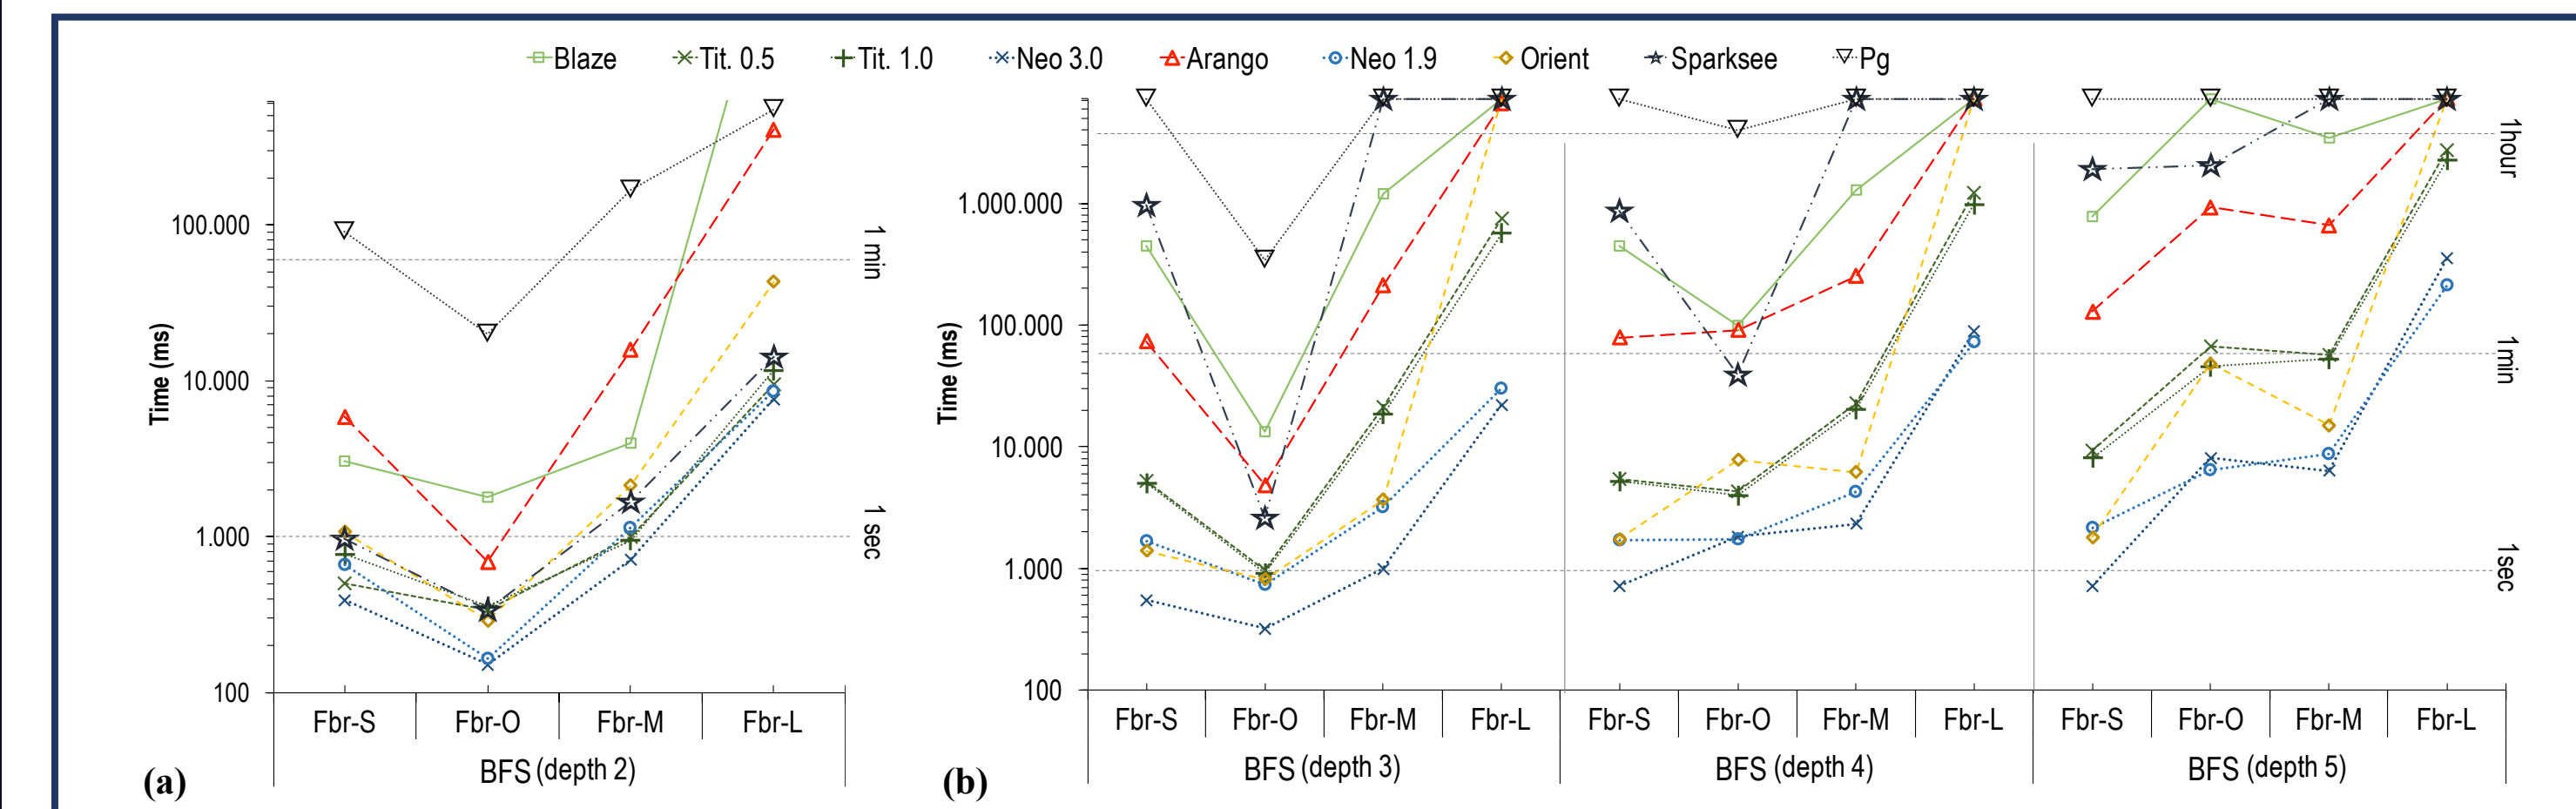 Blaze Tit. 0.5 Tit. 1.0 Neo 3.0 Arango Neo 1.9 Orient Sparksee Pg
Time (ms)
100.000
10.000
1.000
100
1 min
1 sec
Fbr-S Fbr-O Fbr-M Fbr-L
BFS (depth 2)
(a)
Time (ms)
1.000.000
100.000
10.000
1.000
100
1hour
1min
1sec
Fbr-S Fbr-O Fbr-M Fbr-L Fbr-S Fbr-O Fbr-M Fbr-L Fbr-S Fbr-O Fbr-M Fbr-L
BFS (depth 3) BFS (depth 4) BFS (depth 5)
(b)